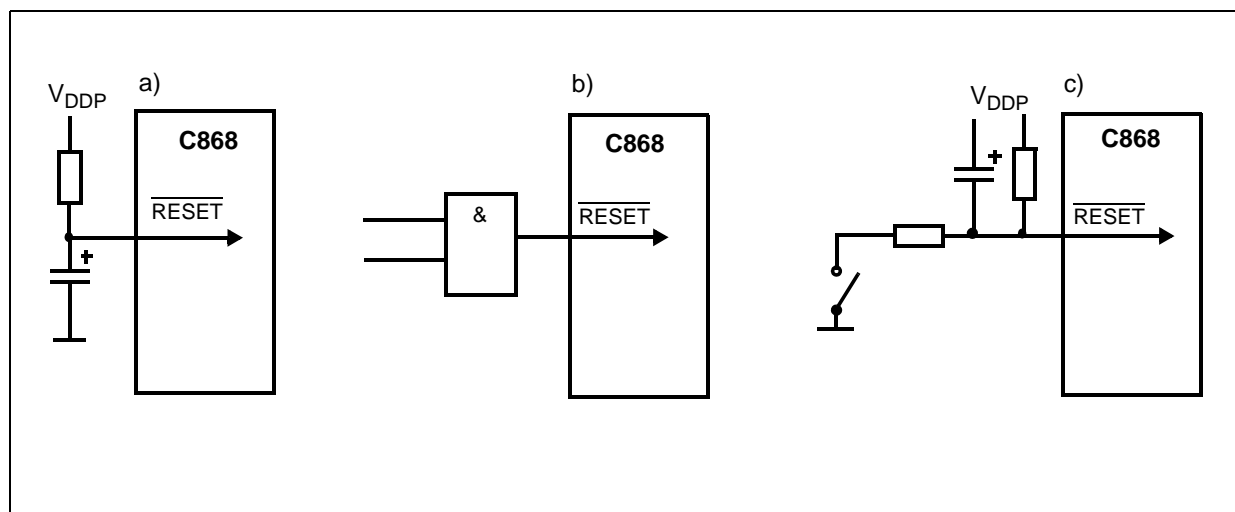 a)
V_DDP
C868
RESET
b)
C868
&
RESET
c)
V_DDP
C868
RESET